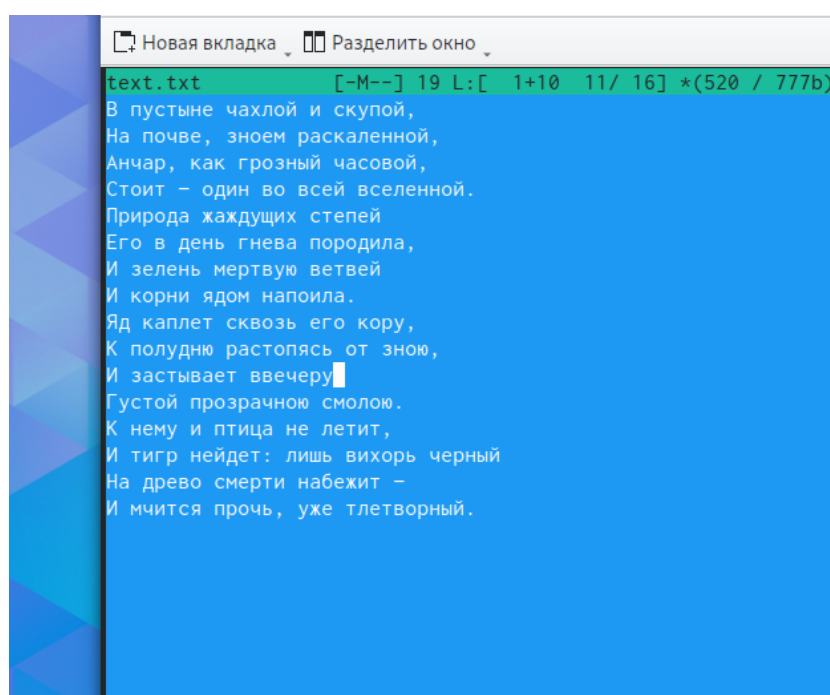 Новая вкладка Разделить окно
text.txt [-M--] 19 L:[ 1+10 11/ 16] *(520 / 777b)
В пустыне чахлой и скупой,
На почве, зноем раскаленной,
Анчар, как грозный часовой,
Стоит – один во всей вселенной.
Природа жаждущих степей
Его в день гнева породила,
И зелень мертвую ветвей
И корни ядом напоила.
Яд каплет сквозь его кору,
К полудню растопясь от зною,
И застывает ввечеру
Густой прозрачною смолою.
К нему и птица не летит,
И тигр нейдет: лишь вихорь черный
На древо смерти набежит –
И мчится прочь, уже тлетворный.